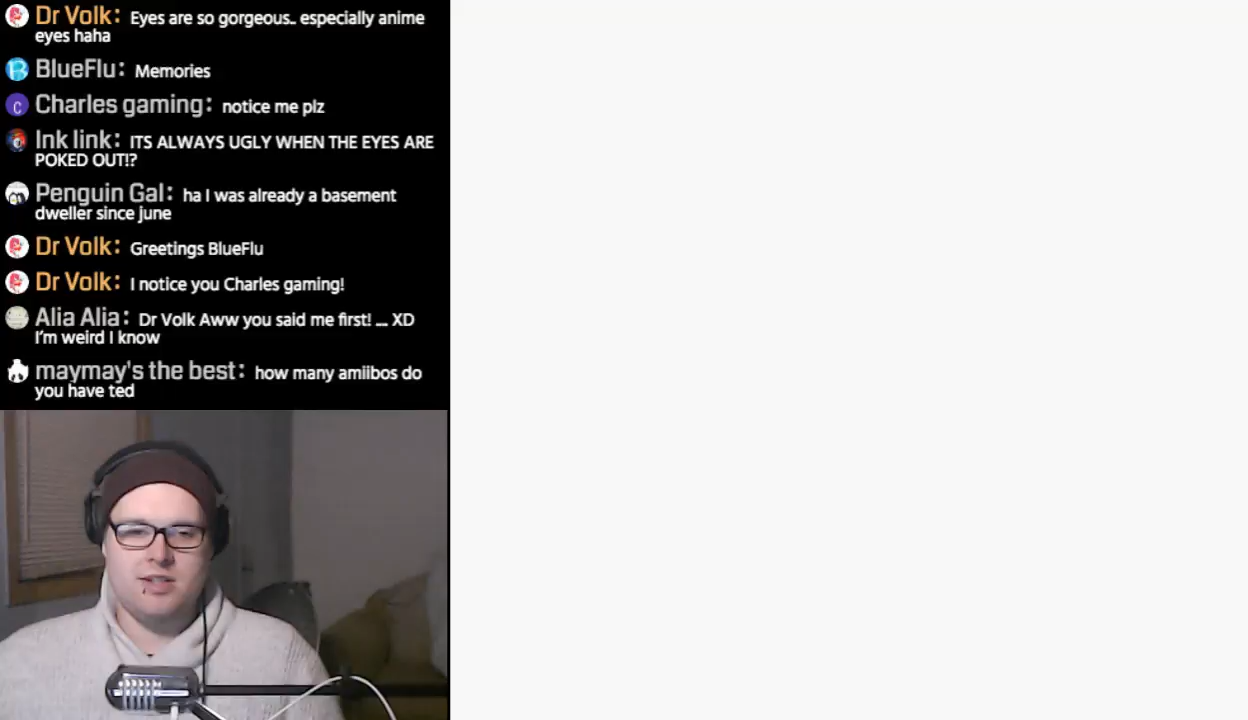 Dr Volk: Eyes are so gorgeous.. especially anime
eyes haha
BlueFlu: Memories
Charles gaming: notice me plz
Ink link: ITS ALWAYS UGLY WHEN THE EYES ARE
POKED OUT!?
Penguin Gal: ha I was already a basement
dweller since june
Dr Volk: Greetings BlueFlu
Dr Volk: I notice you Charles gaming!
Alia Alia: Dr Volk Aww you said me first! .... XD
I'm weird I know
maymay's the best: how many amiibos do
you have ted